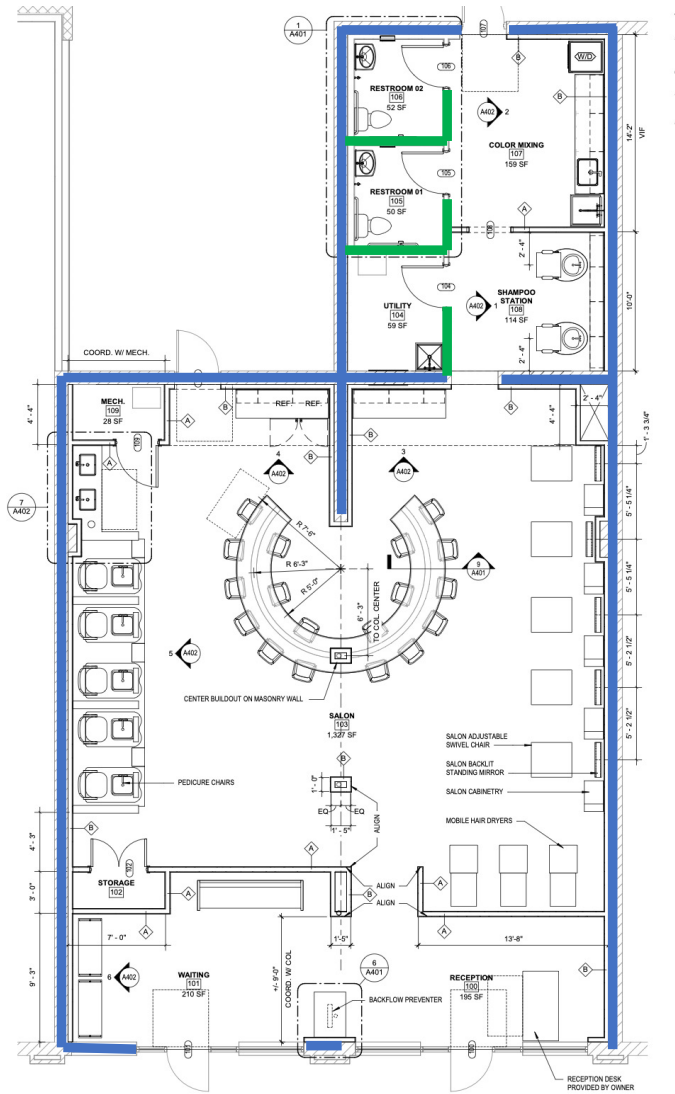 1
A401
107
W/D
B
106
RESTROOM 02
106
52 SF
A402
2
B
COLOR MIXING
107
159 SF
14'-2"
VIF
105
RESTROOM 01
105
50 SF
A
108
2' - 4"
104
UTILITY
104
59 SF
A402
1
SHAMPOO
STATION
108
114 SF
10'-0"
2' - 4"
COORD. W/ MECH.
4' - 4"
MECH.
109
28 SF
A
B
REF.
REF.
B
4' - 4"
2' - 4"
1' - 3 3/4"
109
A
B
B
4
A402
3
A402
7
A402
R 7'-6"
R 6'-3"
R 5'-0"
9
A401
6' - 3"
TO COL. CENTER
5' - 5 1/4"
5' - 5 1/4"
5' - 2 1/2"
5' - 2 1/2"
5
A402
CENTER BUILDOUT ON MASONRY WALL
SALON
103
1,327 SF
B
SALON ADJUSTABLE
SWIVEL CHAIR
SALON BACKLIT
STANDING MIRROR
SALON CABINETRY
PEDICURE CHAIRS
1' - 0"
EQ
EQ
1' - 5"
ALIGN
MOBILE HAIR DRYERS
B
4' - 3"
102
A
STORAGE
102
3' - 0"
A
B
ALIGN
ALIGN
A
A
A
7' - 0"
1'-5"
13'-8"
+/- 9'-0"
COORD. W/ COL
6
A401
9' - 3"
6
A402
WAITING
101
210 SF
BACKFLOW PREVENTER
RECEPTION
100
195 SF
B
103
100
RECEPTION DESK
PROVIDED BY OWNER